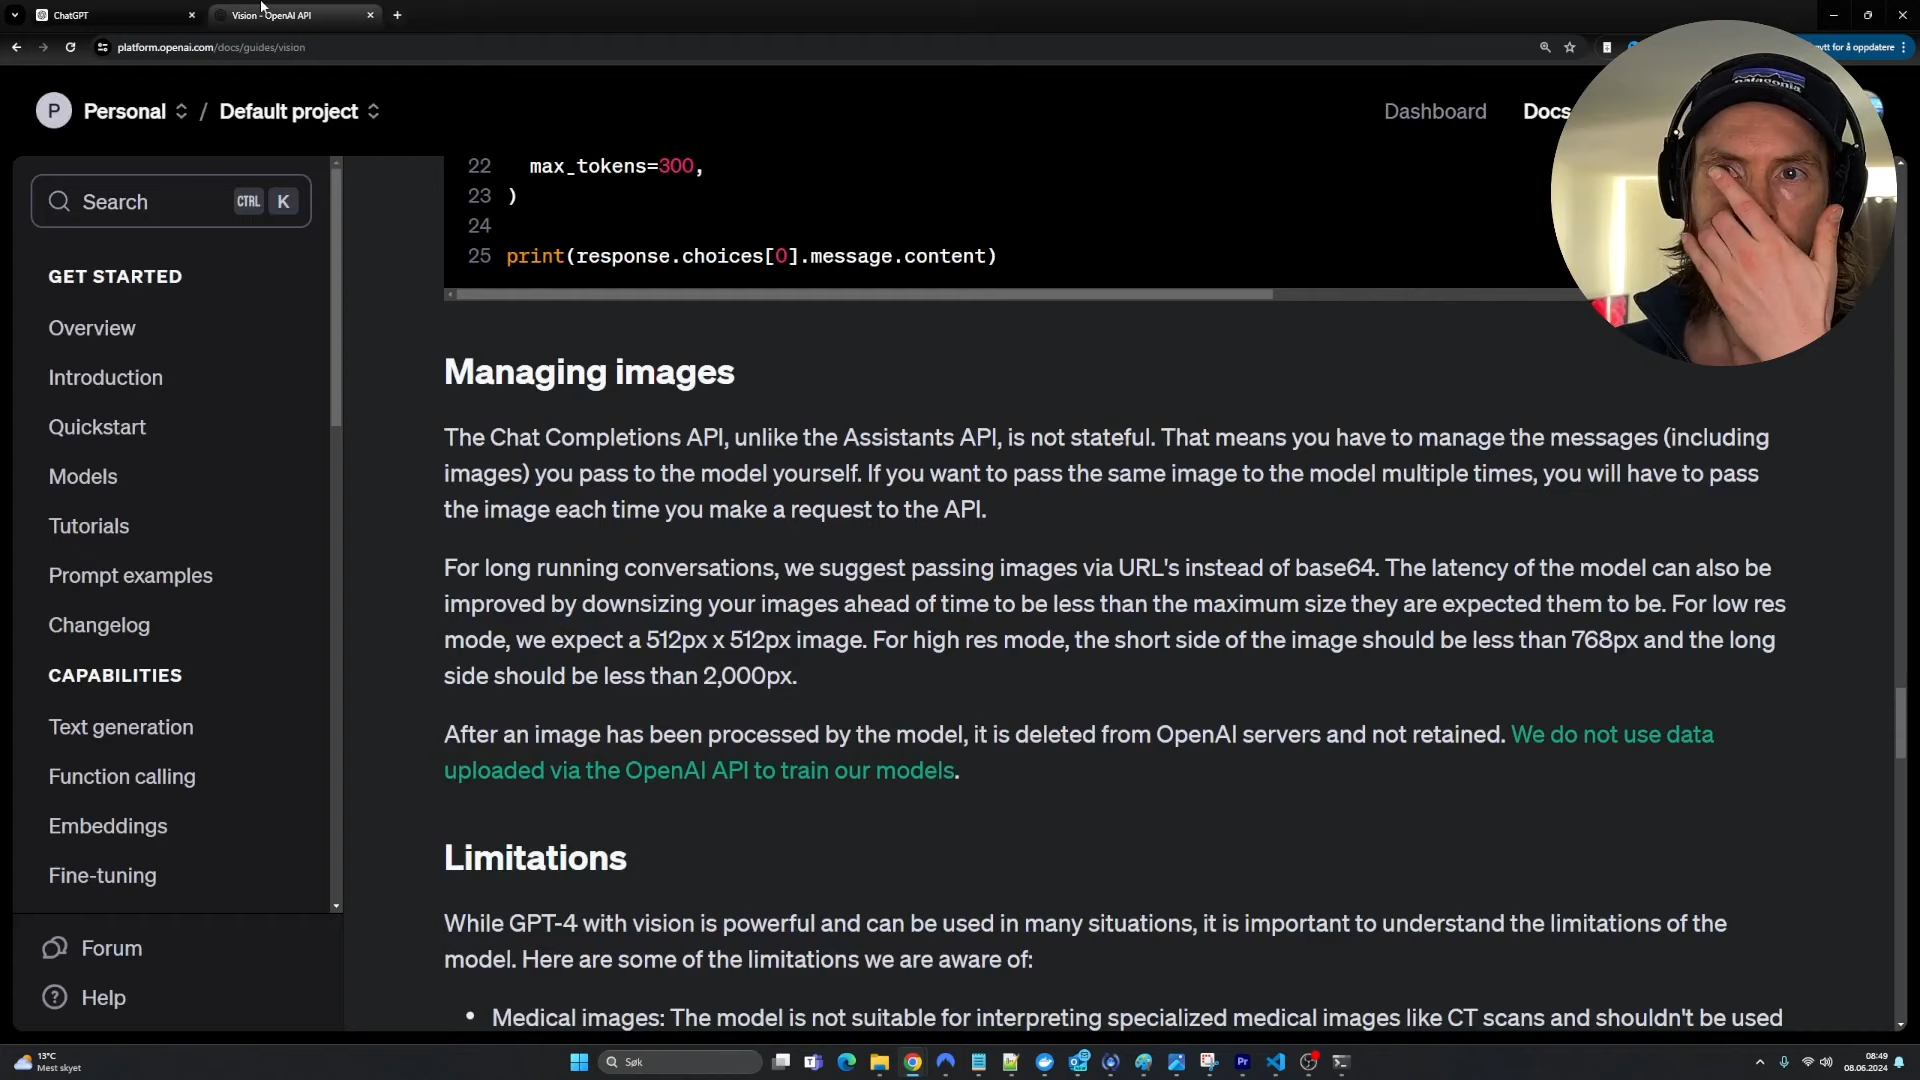 ChatGPT
Vision - OpenAI API
platform.openai.com/docs/guides/vision
ytt for å oppdatere
P Personal / Default project
Dashboard
Docs
patagonia
Search CTRL K
GET STARTED
Overview
Introduction
Quickstart
Models
Tutorials
Prompt examples
Changelog
CAPABILITIES
Text generation
Function calling
Embeddings
Fine-tuning
Forum
Help
22 max_tokens=300,
23 )
24
25 print(response.choices[0].message.content)
Managing images
The Chat Completions API, unlike the Assistants API, is not stateful. That means you have to manage the messages (including
images) you pass to the model yourself. If you want to pass the same image to the model multiple times, you will have to pass
the image each time you make a request to the API.
For long running conversations, we suggest passing images via URL's instead of base64. The latency of the model can also be
improved by downsizing your images ahead of time to be less than the maximum size they are expected them to be. For low res
mode, we expect a 512px x 512px image. For high res mode, the short side of the image should be less than 768px and the long
side should be less than 2,000px.
After an image has been processed by the model, it is deleted from OpenAI servers and not retained. We do not use data
uploaded via the OpenAI API to train our models.
Limitations
While GPT-4 with vision is powerful and can be used in many situations, it is important to understand the limitations of the
model. Here are some of the limitations we are aware of:
• Medical images: The model is not suitable for interpreting specialized medical images like CT scans and shouldn't be used
13°C
Mest skyet
Søk
Pr
08:49
08.06.2024